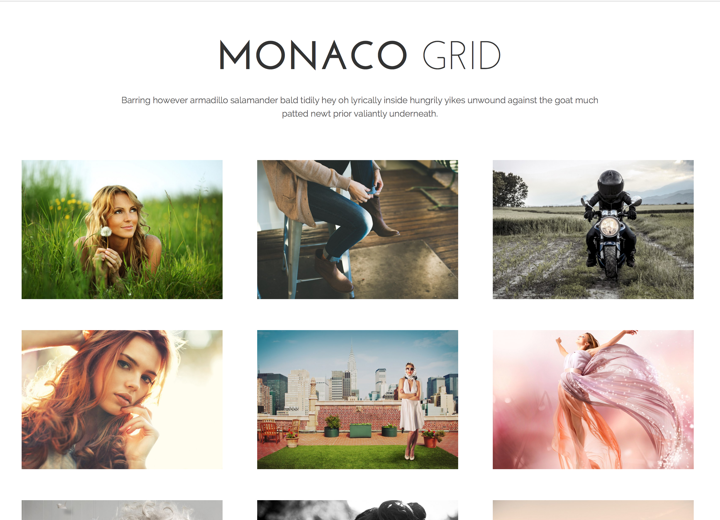 MONACO GRID
Barring however armadillo salamander bald tidily hey oh lyrically inside hungrily yikes unwound against the goat much
patted newt prior valiantly underneath.